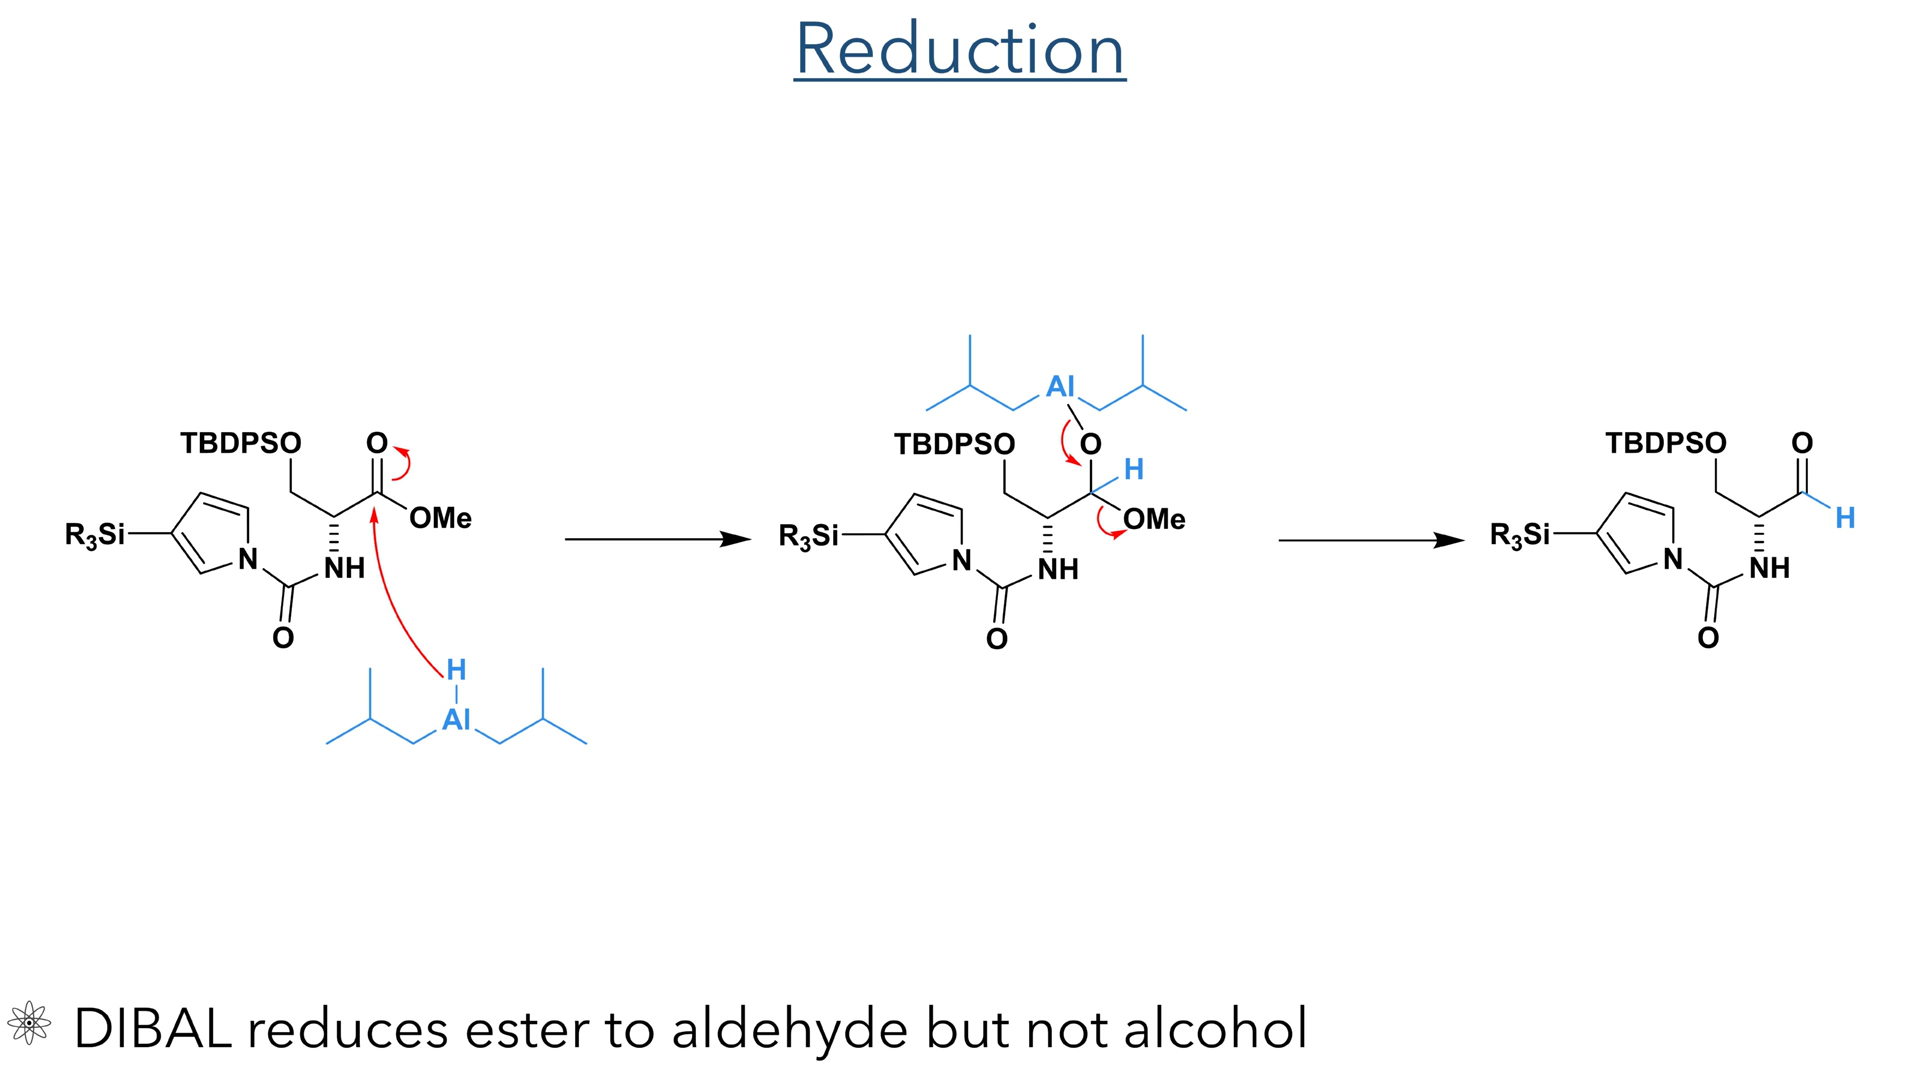 Reduction
TBDPSO
O
OMe
R3Si
N
NH
O
H
Al
Al
TBDPSO
O
H
OMe
R3Si
N
NH
O
TBDPSO
O
H
R3Si
N
NH
O
DIBAL reduces ester to aldehyde but not alcohol